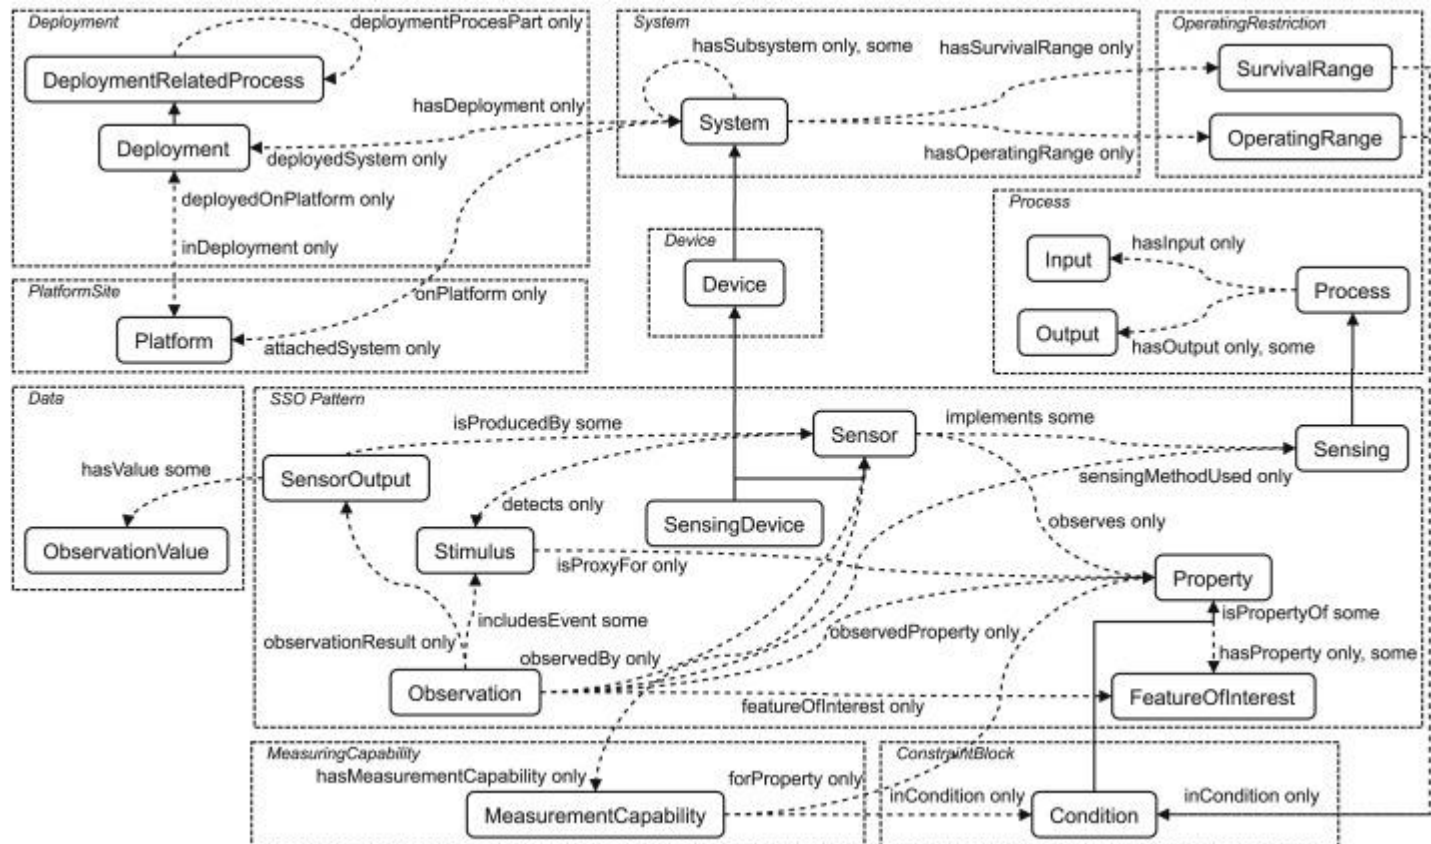 Deployment
deploymentProcesPart only
DeploymentRelatedProcess
Deployment
hasDeployment only
deployedSystem only
deployedOnPlatform only
inDeployment only
PlatformSite
onPlatform only
Platform
attachedSystem only
System
hasSubsystem only, some
hasSurvivalRange only
System
hasOperatingRange only
OperatingRestriction
SurvivalRange
OperatingRange
Device
Device
Process
Input
hasInput only
Process
Output
hasOutput only, some
Data
hasValue some
ObservationValue
SSO Pattern
isProducedBy some
Sensor
implements some
Sensing
SensorOutput
sensingMethodUsed only
detects only
SensingDevice
observes only
Stimulus
isProxyFor only
Property
isPropertyOf some
includesEvent some
observationResult only
observedBy only
observedProperty only
hasProperty only, some
Observation
featureOfInterest only
FeatureOfInterest
MeasuringCapability
hasMeasurementCapability only
forProperty only
MeasurementCapability
ConstraintBlock
inCondition only
Condition
inCondition only